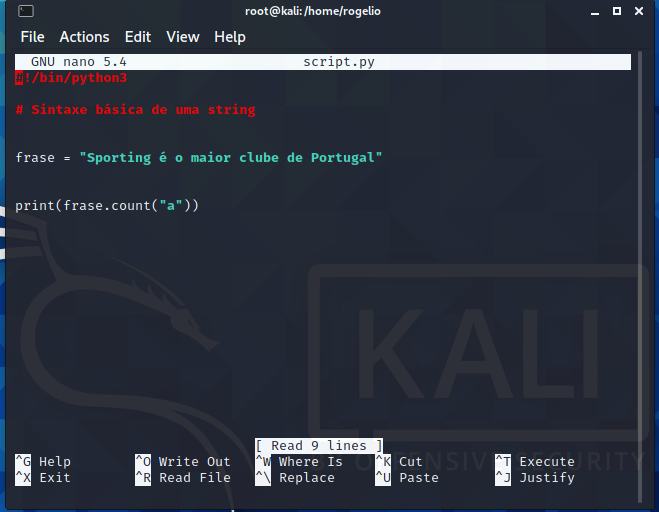 root@kali:/home/rogelio
File Actions Edit View Help
GNU nano 5.4 script.py
#!/bin/python3
# Sintaxe básica de uma string
frase = "Sporting é o maior clube de Portugal"
print(frase.count("a"))
KALI
OFFENSIVE SECURITY
[ Read 9 lines ]
^G Help ^O Write Out ^W Where Is ^K Cut ^T Execute
^X Exit ^R Read File ^\ Replace ^U Paste ^J Justify